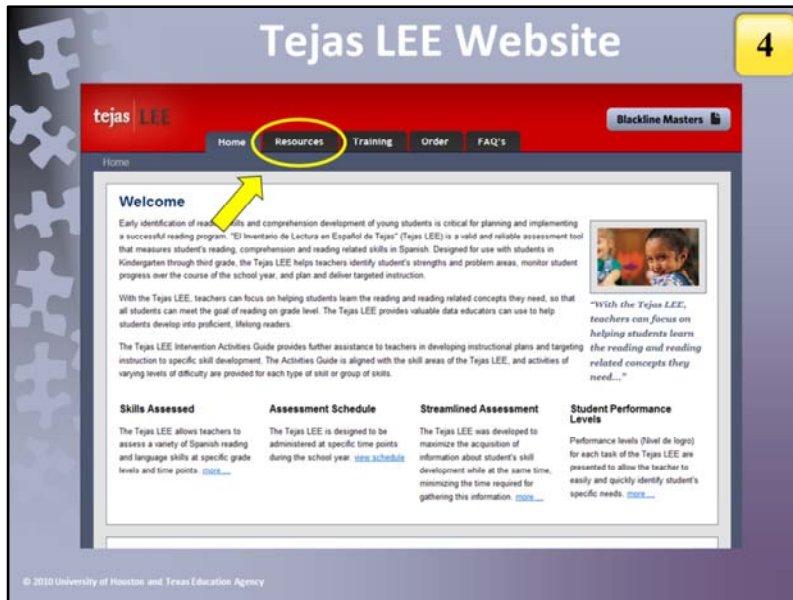 Tejas LEE Website
4
tejas LEE
Blackline Masters
Home Resources Training Order FAQ's
Home
Welcome
Early identification of reading skills and comprehension development of young students is critical for planning and implementing
a successful reading program. "El Inventario de Lectura en Español de Tejas" (Tejas LEE) is a valid and reliable assessment tool
that measures student's reading, comprehension and reading related skills in Spanish. Designed for use with students in
Kindergarten through third grade, the Tejas LEE helps teachers identify student's strengths and problem areas, monitor student
progress over the course of the school year, and plan and deliver targeted instruction.
With the Tejas LEE, teachers can focus on helping students learn the reading and reading related concepts they need, so that
all students can meet the goal of reading on grade level. The Tejas LEE provides valuable data educators can use to help
students develop into proficient, lifelong readers.
The Tejas LEE Intervention Activities Guide provides further assistance to teachers in developing instructional plans and targeting
instruction to specific skill development. The Activities Guide is aligned with the skill areas of the Tejas LEE, and activities of
varying levels of difficulty are provided for each type of skill or group of skills.
"With the Tejas LEE,
teachers can focus on
helping students learn
the reading and reading
related concepts they
need..."
Skills Assessed
The Tejas LEE allows teachers to
assess a variety of Spanish reading
and language skills at specific grade
levels and time points. more ...
Assessment Schedule
The Tejas LEE is designed to be
administered at specific time points
during the school year. view schedule
Streamlined Assessment
The Tejas LEE was developed to
maximize the acquisition of
information about student's skill
development while at the same time,
minimizing the time required for
gathering this information. more ...
Student Performance
Levels
Performance levels (Nivel de logro)
for each task of the Tejas LEE are
presented to allow the teacher to
easily and quickly identify student's
specific needs. more ...
© 2010 University of Houston and Texas Education Agency